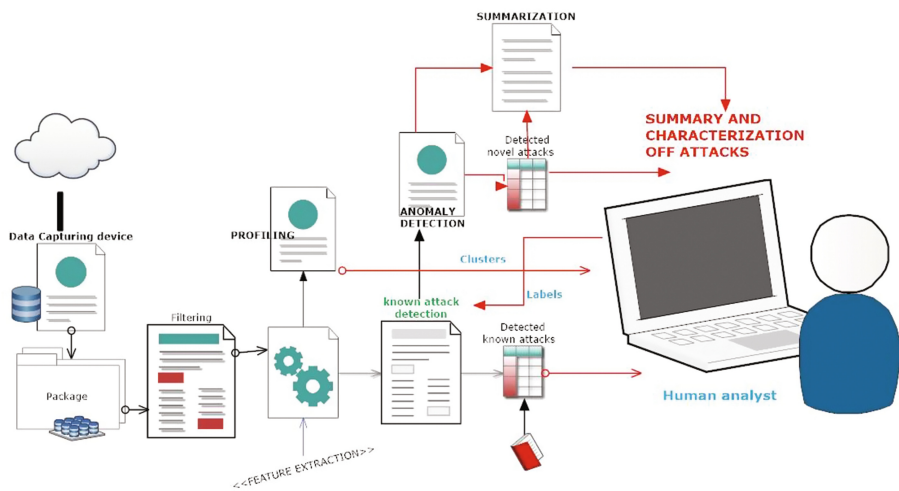 SUMMARIZATION
SUMMARY AND
CHARACTERIZATION
OFF ATTACKS
Detected
novel attacks
ANOMALY
DETECTION
Data Capturing device
PROFILING
Clusters
Labels
known attack
detection
Filtering
Detected
known attacks
Package
Human analyst
<<FEATURE EXTRACTION>>